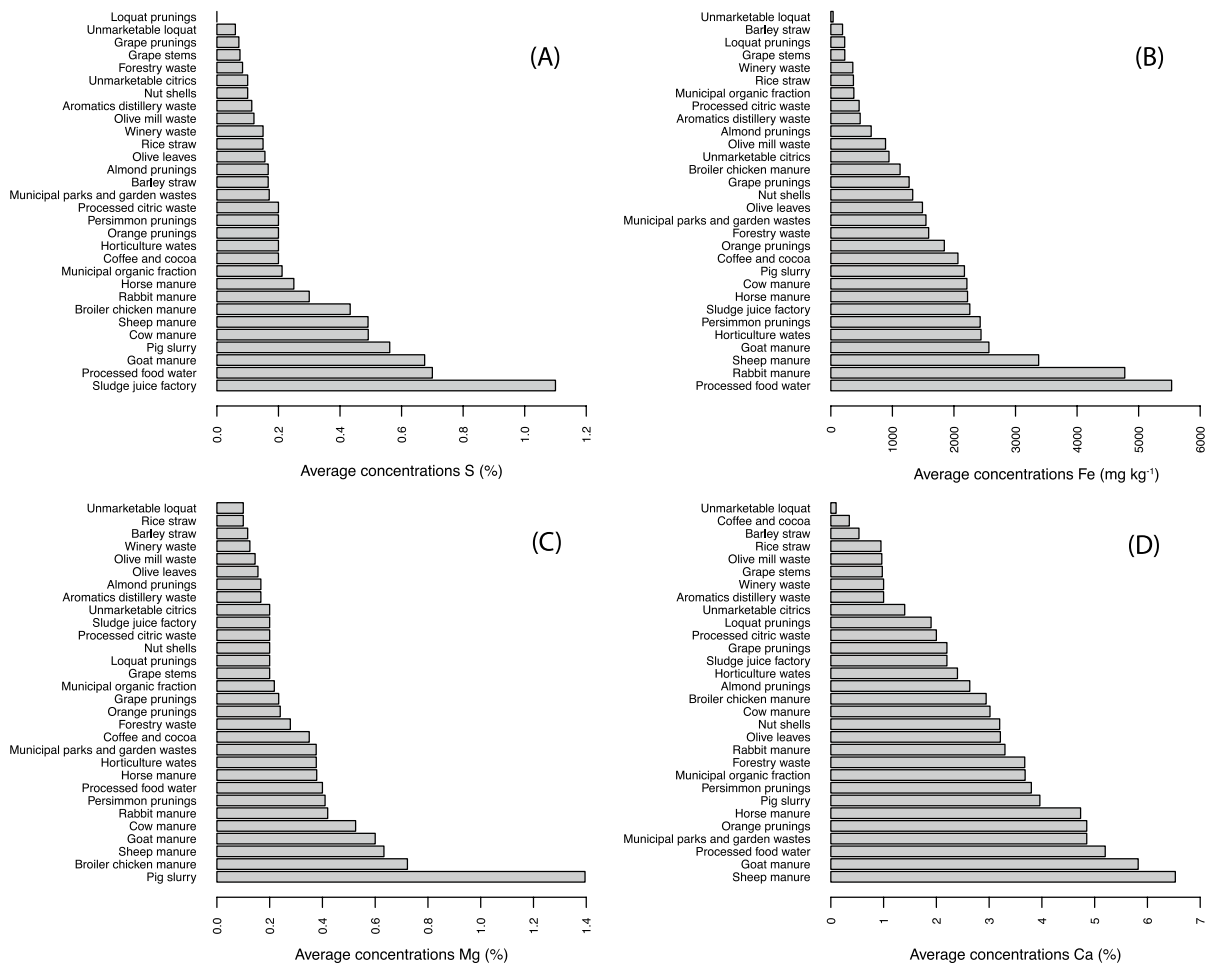 Loquat prunings
Unmarketable loquat
Grape prunings
Grape stems
Forestry waste
Unmarketable citrics
Nut shells
Aromatics distillery waste
Olive mill waste
Winery waste
Rice straw
Olive leaves
Almond prunings
Barley straw
Municipal parks and garden wastes
Processed citric waste
Persimmon prunings
Orange prunings
Horticulture wates
Coffee and cocoa
Municipal organic fraction
Horse manure
Rabbit manure
Broiler chicken manure
Sheep manure
Cow manure
Pig slurry
Goat manure
Processed food water
Sludge juice factory
(A)
0.0 0.2 0.4 0.6 0.8 1.0 1.2
Average concentrations S (%)
Unmarketable loquat
Barley straw
Loquat prunings
Grape stems
Winery waste
Rice straw
Municipal organic fraction
Processed citric waste
Aromatics distillery waste
Almond prunings
Olive mill waste
Unmarketable citrics
Broiler chicken manure
Grape prunings
Nut shells
Olive leaves
Municipal parks and garden wastes
Forestry waste
Orange prunings
Coffee and cocoa
Pig slurry
Cow manure
Horse manure
Sludge juice factory
Persimmon prunings
Horticulture wates
Goat manure
Sheep manure
Rabbit manure
Processed food water
(B)
0 1000 2000 3000 4000 5000 6000
Average concentrations Fe (mg kg⁻¹)
Unmarketable loquat
Rice straw
Barley straw
Winery waste
Olive mill waste
Olive leaves
Almond prunings
Aromatics distillery waste
Unmarketable citrics
Sludge juice factory
Processed citric waste
Nut shells
Loquat prunings
Grape stems
Municipal organic fraction
Grape prunings
Orange prunings
Forestry waste
Coffee and cocoa
Municipal parks and garden wastes
Horticulture wates
Horse manure
Processed food water
Persimmon prunings
Rabbit manure
Cow manure
Goat manure
Sheep manure
Broiler chicken manure
Pig slurry
(C)
0.0 0.2 0.4 0.6 0.8 1.0 1.2 1.4
Average concentrations Mg (%)
Unmarketable loquat
Coffee and cocoa
Barley straw
Rice straw
Olive mill waste
Grape stems
Winery waste
Aromatics distillery waste
Unmarketable citrics
Loquat prunings
Processed citric waste
Grape prunings
Sludge juice factory
Horticulture wates
Almond prunings
Broiler chicken manure
Cow manure
Nut shells
Olive leaves
Rabbit manure
Forestry waste
Municipal organic fraction
Persimmon prunings
Pig slurry
Horse manure
Orange prunings
Municipal parks and garden wastes
Processed food water
Goat manure
Sheep manure
(D)
0 1 2 3 4 5 6 7
Average concentrations Ca (%)